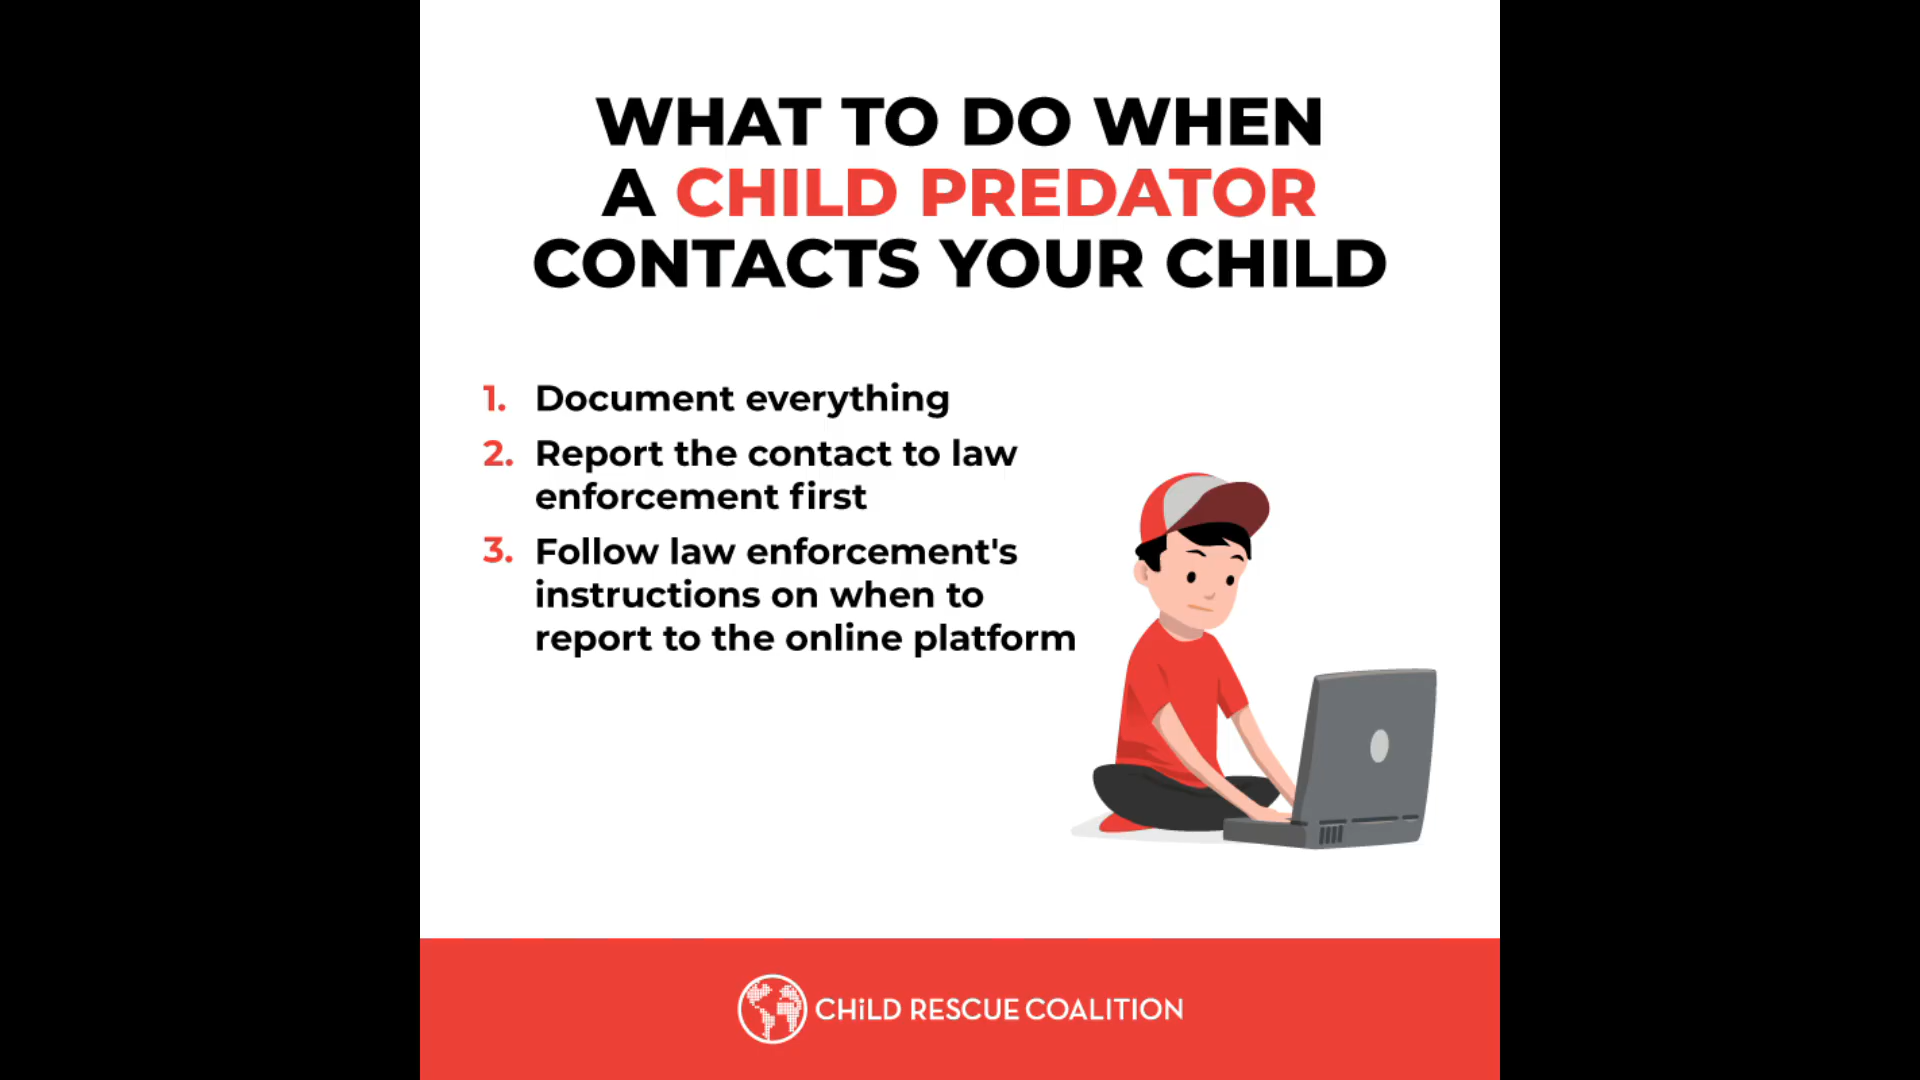 WHAT TO DO WHEN
A CHILD PREDATOR
CONTACTS YOUR CHILD
1. Document everything
2. Report the contact to law
enforcement first
3. Follow law enforcement's
instructions on when to
report to the online platform
CHiLD RESCUE COALITION